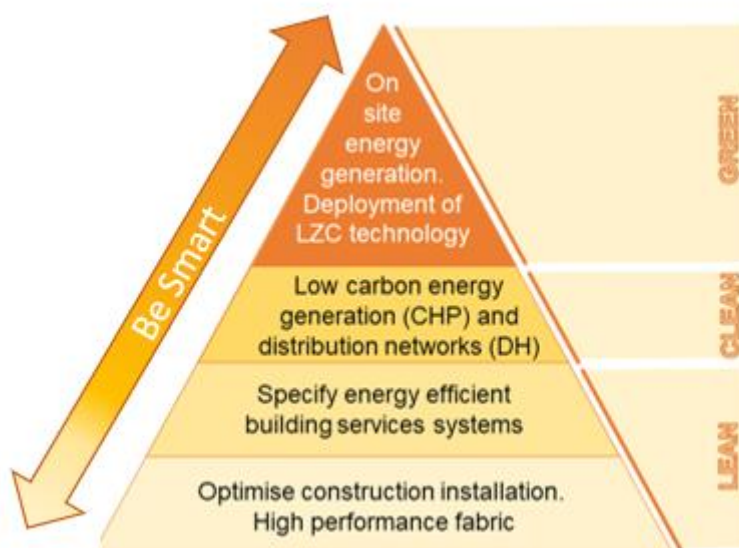 On
site
energy
generation.
Deployment of
LZC technology
Low carbon energy
generation (CHP) and
distribution networks (DH)
Specify energy efficient
building services systems
Optimise construction installation.
High performance fabric
Be Smart
GREEN
CLEAN
LEAN